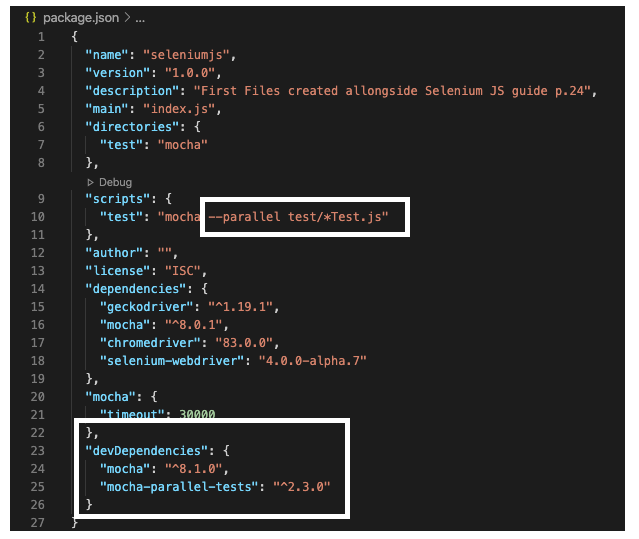 {} package.json > ...
1 {
2 "name": "seleniumjs",
3 "version": "1.0.0",
4 "description": "First Files created allongside Selenium JS guide p.24",
5 "main": "index.js",
6 "directories": {
7 "test": "mocha"
8 },
▷ Debug
9 "scripts": {
10 "test": "mocha --parallel test/*Test.js"
11 },
12 "author": "",
13 "license": "ISC",
14 "dependencies": {
15 "geckodriver": "^1.19.1",
16 "mocha": "^8.0.1",
17 "chromedriver": "83.0.0",
18 "selenium-webdriver": "4.0.0-alpha.7"
19 },
20 "mocha": {
21 "timeout": 30000
22 },
23 "devDependencies": {
24 "mocha": "^8.1.0",
25 "mocha-parallel-tests": "^2.3.0"
26 }
27 }